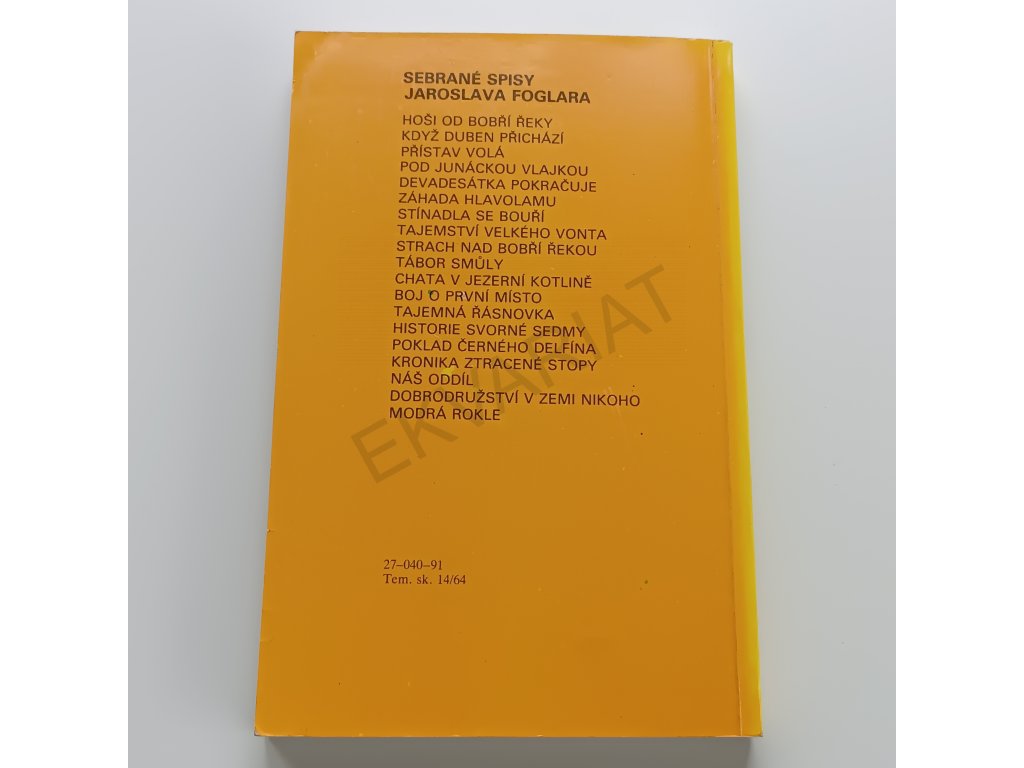 SEBRANÉ SPISY
JAROSLAVA FOGLARA
HOŠI OD BOBŘÍ ŘEKY
KDYŽ DUBEN PŘICHÁZÍ
PŘÍSTAV VOLÁ
POD JUNÁCKOU VLAJKOU
DEVADESÁTKA POKRAČUJE
ZÁHADA HLAVOLAMU
STÍNADLA SE BOUŘÍ
TAJEMSTVÍ VELKÉHO VONTA
STRACH NAD BOBŘÍ ŘEKOU
TÁBOR SMŮLY
CHATA V JEZERNÍ KOTLINĚ
BOJ O PRVNÍ MÍSTO
TAJEMNÁ ŘÁSNOVKA
HISTORIE SVORNÉ SEDMY
POKLAD ČERNÉHO DELFÍNA
KRONIKA ZTRACENÉ STOPY
NÁŠ ODDÍL
DOBRODRUŽSTVÍ V ZEMI NIKOHO
MODRÁ ROKLE
EKVARIAT
27–040–91
Tem. sk. 14/64